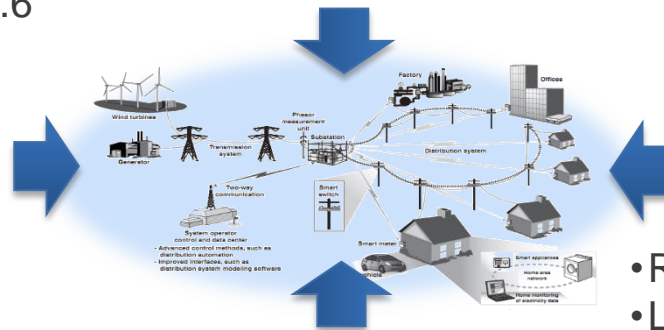 .6
Factory
Offices
Wind turbines
Phasor
measurement
unit
Substation
Generator
Transmission
system
Distribution system
Two-way
communication
Smart
switch
System operator
control and data center
- Advanced control methods, such as
distribution automation
- Improved interfaces, such as
distribution system modeling software
Smart meter
Smart appliances
Home area
network
Home monitoring
of electricity data
•R
•L